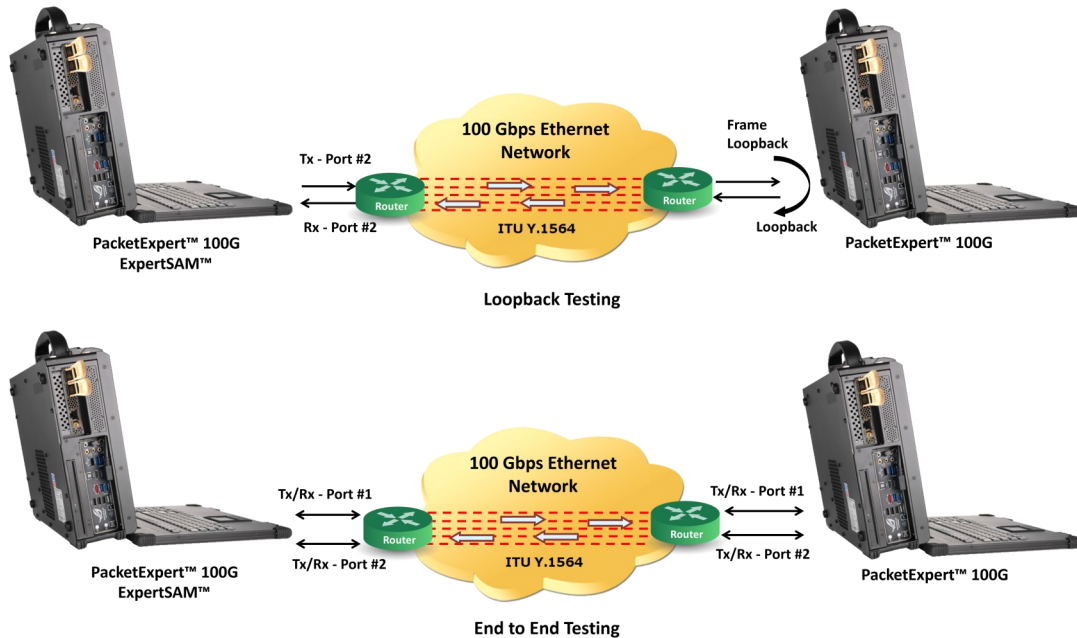 100 Gbps Ethernet
Network
Frame
Loopback
Tx - Port #2
Router
Router
Rx - Port #2
ITU Y.1564
Loopback
PacketExpert™ 100G
ExpertSAM™
PacketExpert™ 100G
Loopback Testing
100 Gbps Ethernet
Network
Tx/Rx - Port #1
Tx/Rx - Port #1
Router
Router
Tx/Rx - Port #2
ITU Y.1564
Tx/Rx - Port #2
PacketExpert™ 100G
ExpertSAM™
PacketExpert™ 100G
End to End Testing